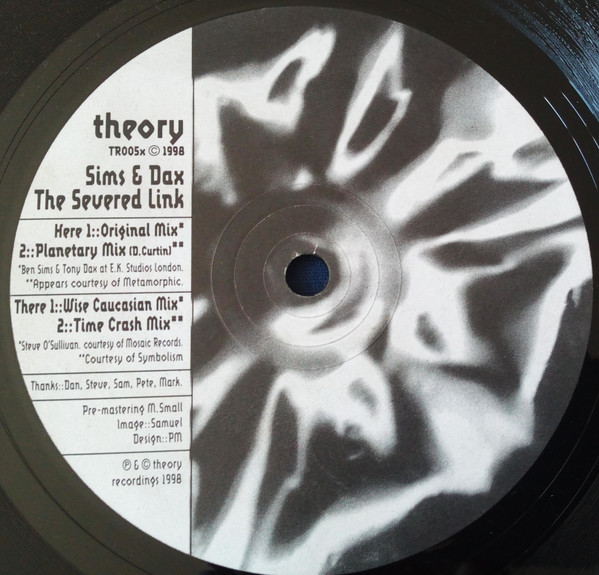 theory
TR005x © 1998
Sims & Dax
The Severed Link
Here 1::Original Mix*
2::Planetary Mix (D.Curtin)**
*Ben Sims & Tony Dax at E.K. Studios London.
**Appears courtesy of Metamorphic.
There 1::Wise Caucasian Mix*
2::Time Crash Mix**
*Steve O'Sullivan. courtesy of Mosaic Records.
**Courtesy of Symbolism
Thanks::Dan, Steve, Sam, Pete, Mark.
Pre-mastering M.Small
Image::Samuel
Design::PM
℗ & © theory
recordings 1998